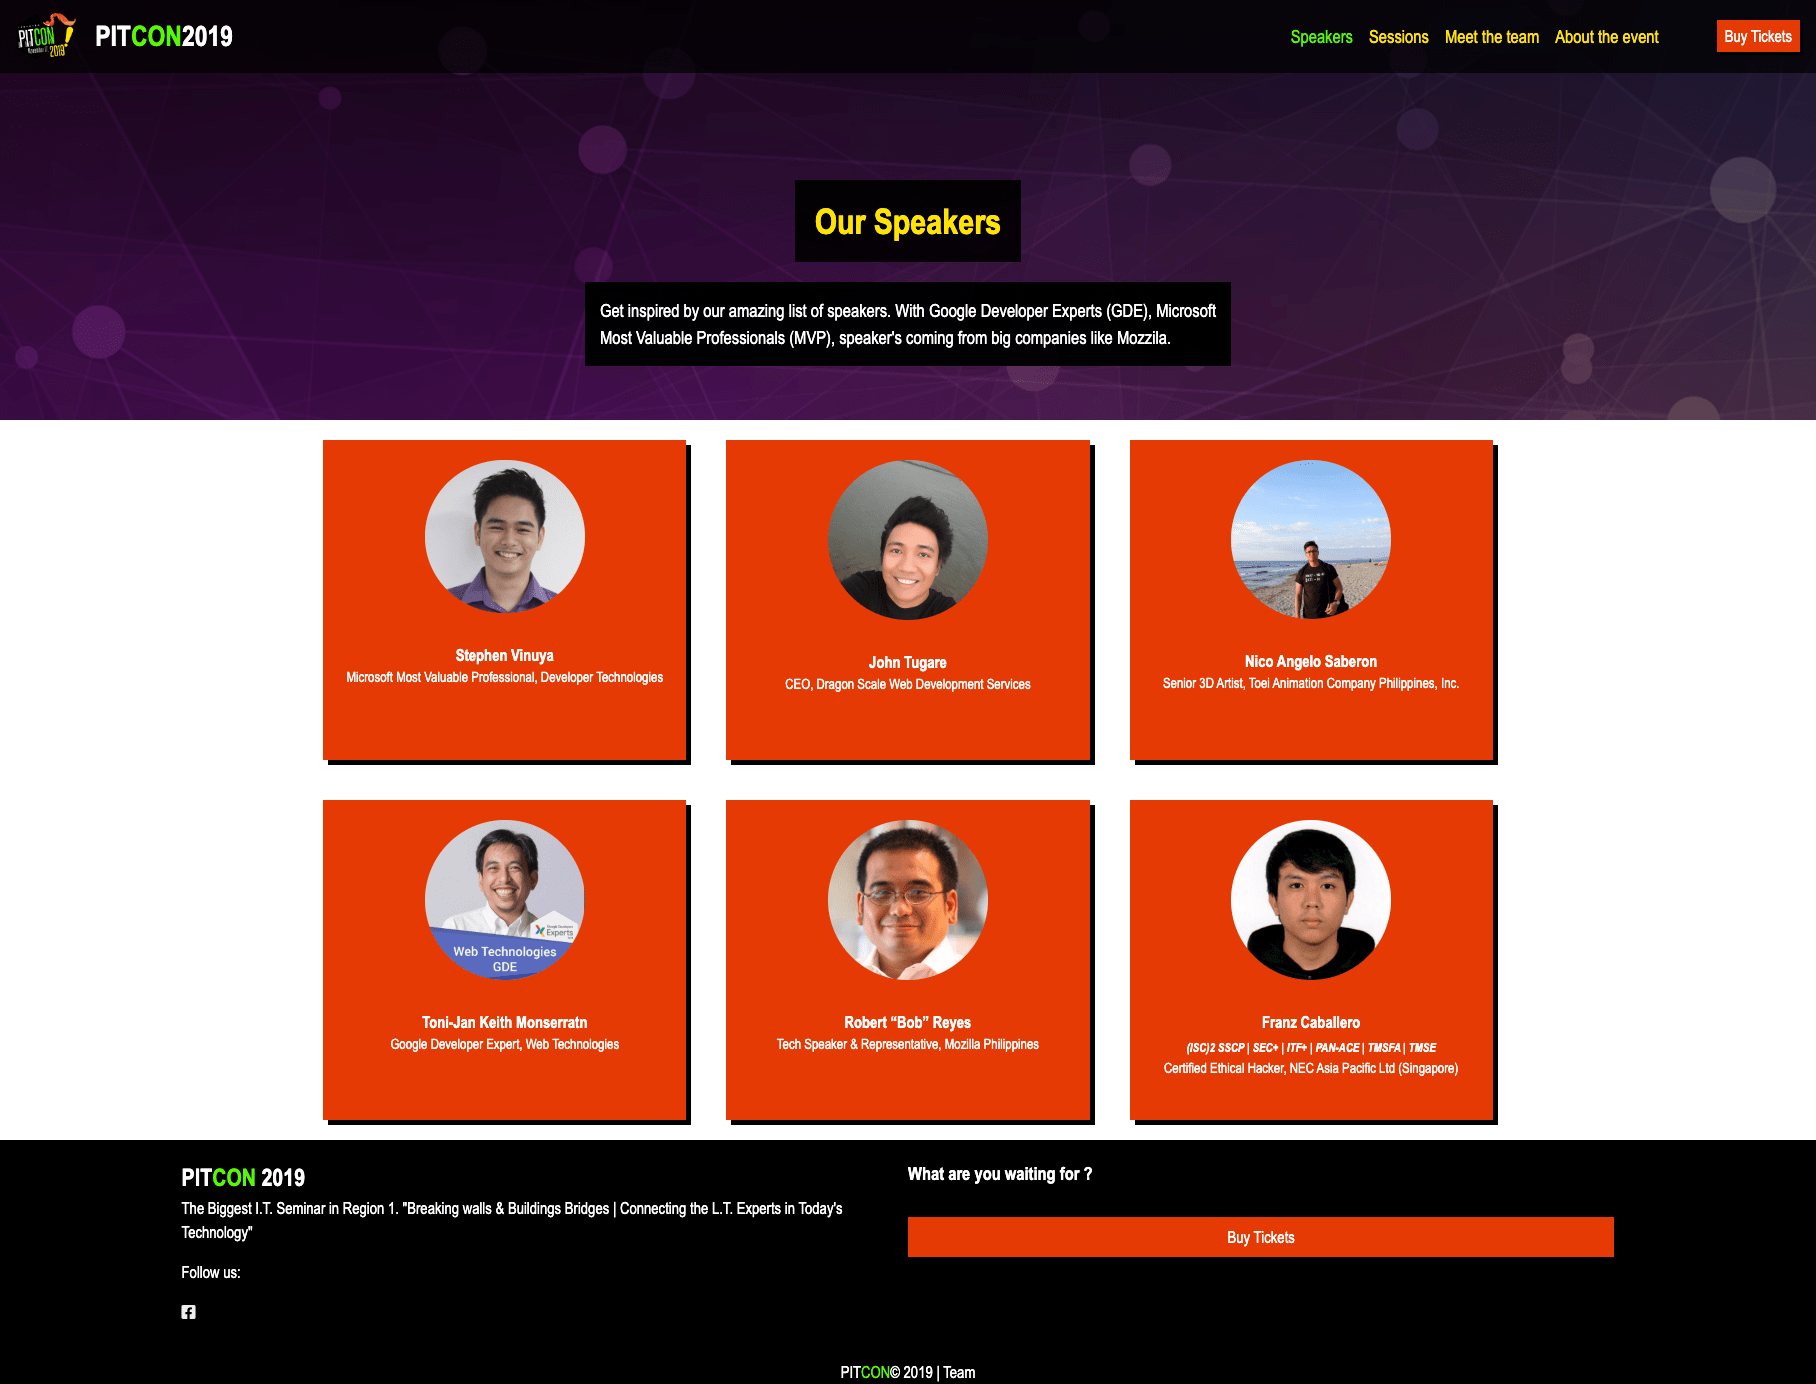 PITCON
2019
PITCON2019
Speakers Sessions Meet the team About the event Buy Tickets
Our Speakers
Get inspired by our amazing list of speakers. With Google Developer Experts (GDE), Microsoft
Most Valuable Professionals (MVP), speaker's coming from big companies like Mozzila.
Stephen Vinuya
Microsoft Most Valuable Professional, Developer Technologies
John Tugare
CEO, Dragon Scale Web Development Services
Nico Angelo Saberon
Senior 3D Artist, Toei Animation Company Philippines, Inc.
Google Developers
Experts
Web Technologies
GDE
Toni-Jan Keith Monserratn
Google Developer Expert, Web Technologies
Robert “Bob” Reyes
Tech Speaker & Representative, Mozilla Philippines
Franz Caballero
(ISC)2 SSCP | SEC+ | ITF+ | PAN-ACE | TMSFA | TMSE
Certified Ethical Hacker, NEC Asia Pacific Ltd (Singapore)
PITCON 2019
The Biggest I.T. Seminar in Region 1. "Breaking walls & Buildings Bridges | Connecting the L.T. Experts in Today's
Technology"
Follow us:
What are you waiting for ?
Buy Tickets
PITCON© 2019 | Team